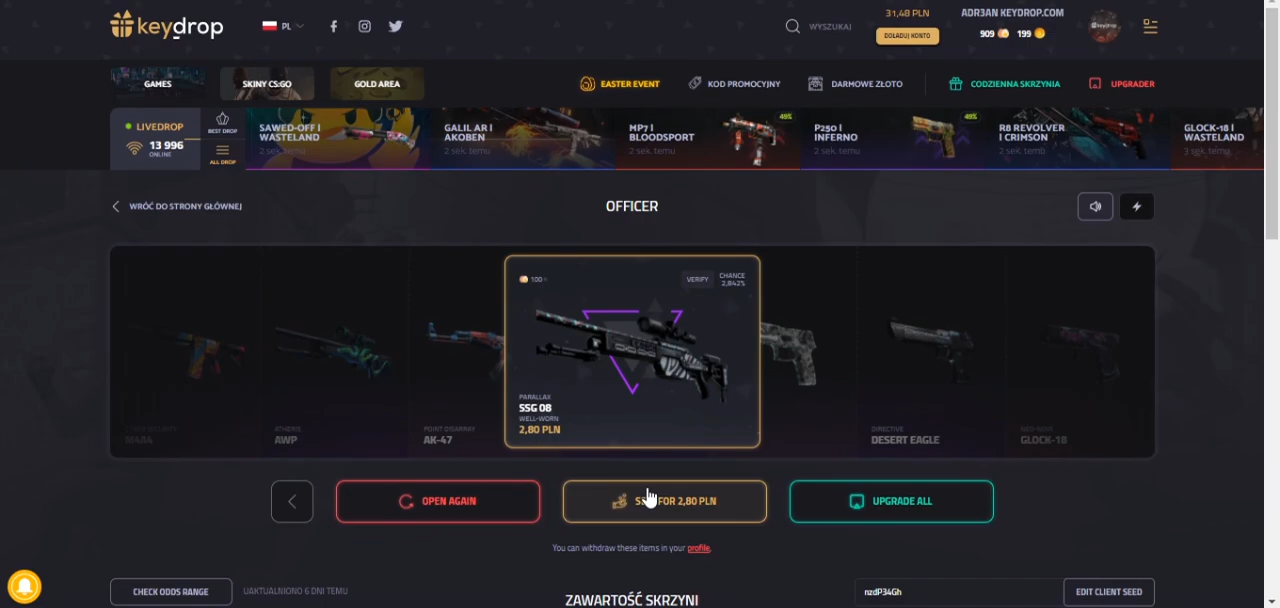 keydrop
PL
WYSZUKAJ
31,48 PLN
DOŁADUJ KONTO
ADR3AN KEYDROP.COM
909 199
GAMES
SKINY CS:GO
GOLD AREA
EASTER EVENT
KOD PROMOCYJNY
DARMOWE ZŁOTO
CODZIENNA SKRZYNIA
UPGRADER
LIVEDROP
13 996
ONLINE
BEST DROP
ALL DROP
SAWED-OFF |
WASTELAND
2 sek. temu
GALIL AR |
AKOBEN
2 sek. temu
MP7 |
BLOODSPORT
2 sek. temu
49%
P250 |
INFERNO
2 sek. temu
49%
R8 REVOLVER
| CRIMSON
2 sek. temu
GLOCK-18 |
WASTELAND
3 sek. temu
WRÓĆ DO STRONY GŁÓWNEJ
OFFICER
100
VERIFY
CHANCE
2,842%
PARALLAX
SSG 08
WELL-WORN
2,80 PLN
M4A4
ATHERIS
AWP
POINT DISARRAY
AK-47
DIRECTIVE
DESERT EAGLE
NEO-NOIR
GLOCK-18
OPEN AGAIN
FOR 2,80 PLN
UPGRADE ALL
You can withdraw these items in your profile.
CHECK ODDS RANGE
UAKTUALNIONO 6 DNI TEMU
ZAWARTOŚĆ SKRZYNI
nzdP34Gh
EDIT CLIENT SEED